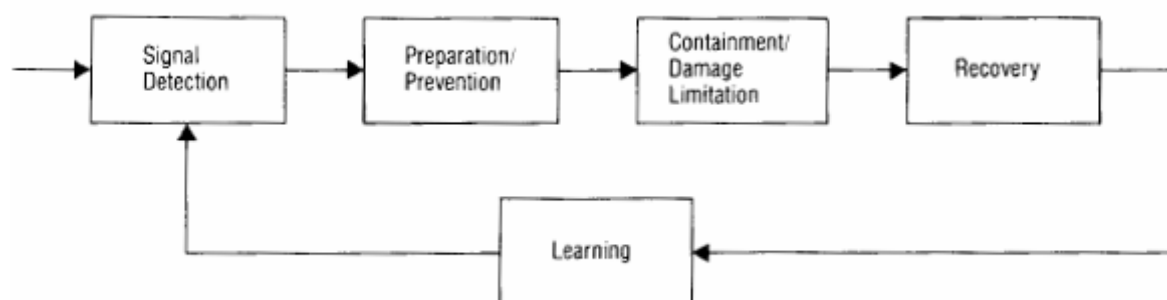 Signal
Detection
Preparation/
Prevention
Containment/
Damage
Limitation
Recovery
Learning